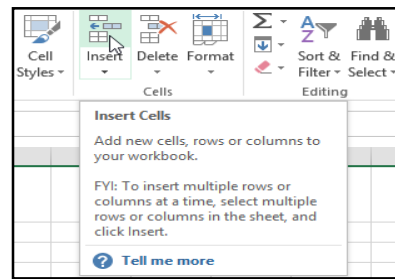 Cell Insert Delete Format Sort & Find &
Styles Filter Select
Cells Editing
Insert Cells
Add new cells, rows or columns to
your workbook.
FYI: To insert multiple rows or
columns at a time, select multiple
rows or columns in the sheet, and
click Insert.
? Tell me more